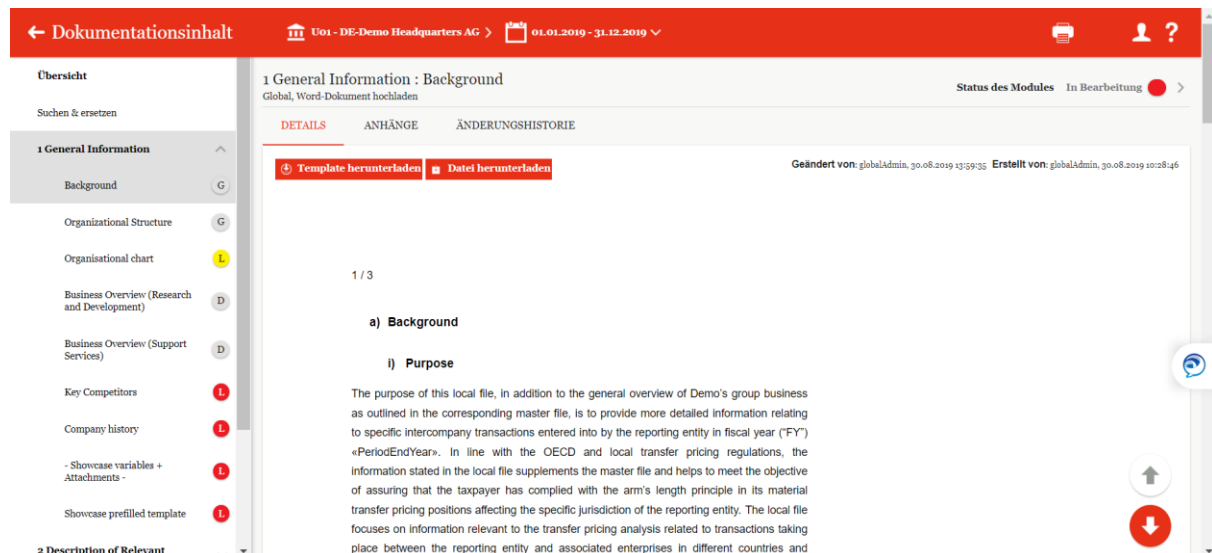 ← Dokumentationsinhalt
U01 - DE-Demo Headquarters AG >
01.01.2019 - 31.12.2019
?
Übersicht
Suchen & ersetzen
1 General Information
Background G
Organizational Structure G
Organisational chart L
Business Overview (Research
and Development) D
Business Overview (Support
Services) D
Key Competitors L
Company history L
- Showcase variables +
Attachments - L
Showcase prefilled template L
2 Description of Relevant
1 General Information : Background
Global, Word-Dokument hochladen
Status des Modules In Bearbeitung
DETAILS ANHÄNGE ÄNDERUNGSHISTORIE
Template herunterladen Datei herunterladen
Geändert von: globalAdmin, 30.08.2019 13:59:35 Erstellt von: globalAdmin, 30.08.2019 10:28:46
1 / 3
a) Background
i) Purpose
The purpose of this local file, in addition to the general overview of Demo's group business
as outlined in the corresponding master file, is to provide more detailed information relating
to specific intercompany transactions entered into by the reporting entity in fiscal year ("FY")
«PeriodEndYear». In line with the OECD and local transfer pricing regulations, the
information stated in the local file supplements the master file and helps to meet the objective
of assuring that the taxpayer has complied with the arm's length principle in its material
transfer pricing positions affecting the specific jurisdiction of the reporting entity. The local file
focuses on information relevant to the transfer pricing analysis related to transactions taking
place between the reporting entity and associated enterprises in different countries and